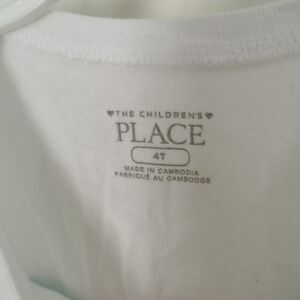 ♥THE CHILDREN'S♥
PLACE
4T
MADE IN CAMBODIA
FABRIQUÉ AU CAMBODGE